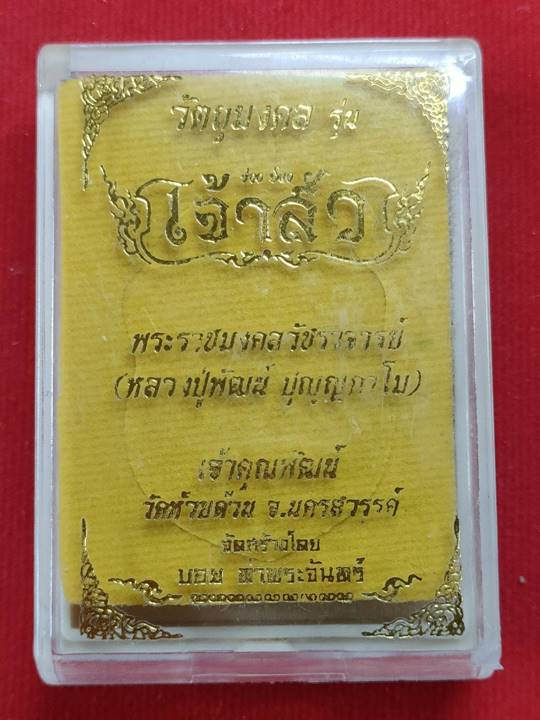 วัตถุมงคล รุ่น
เจ้าสัว
พระราชมงคลวัชราจารย์
(หลวงปู่พัฒน์ ปุญฺญกาโม)
เจ้าคุณพัฒน์
วัดห้วยด้วน จ.นครสวรรค์
จัดสร้างโดย
บอย ท่าพระจันทร์